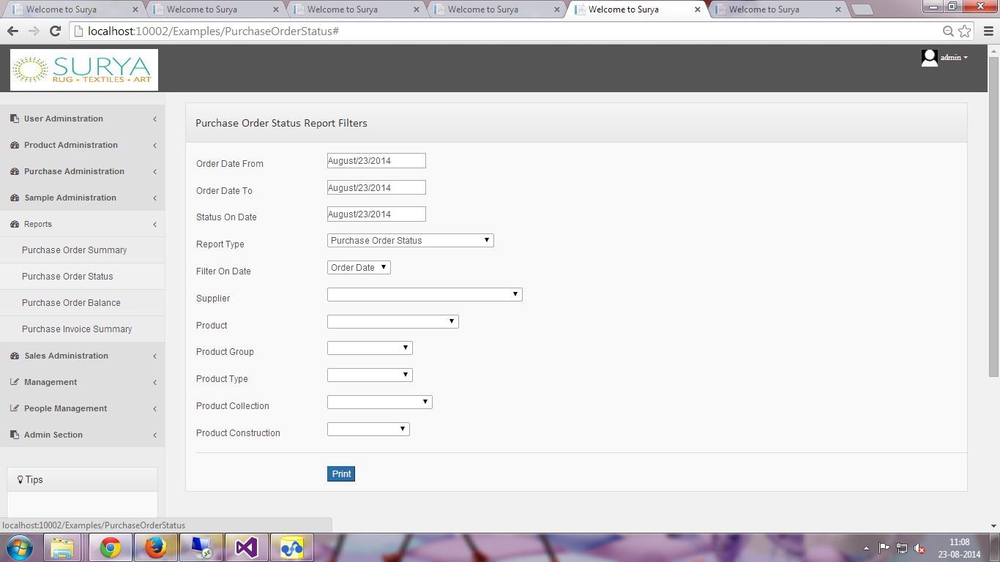 Welcome to Surya Welcome to Surya Welcome to Surya Welcome to Surya Welcome to Surya Welcome to Surya
localhost:10002/Examples/PurchaseOrderStatus#
SURYA
RUG • TEXTILES • ART
admin
User Adminstration
Product Administration
Purchase Administration
Sample Administration
Reports
Purchase Order Summary
Purchase Order Status
Purchase Order Balance
Purchase Invoice Summary
Sales Administration
Management
People Management
Admin Section
Tips
Purchase Order Status Report Filters
Order Date From August/23/2014
Order Date To August/23/2014
Status On Date August/23/2014
Report Type Purchase Order Status
Filter On Date Order Date
Supplier
Product
Product Group
Product Type
Product Collection
Product Construction
Print
localhost:10002/Examples/PurchaseOrderStatus
11:08
23-08-2014